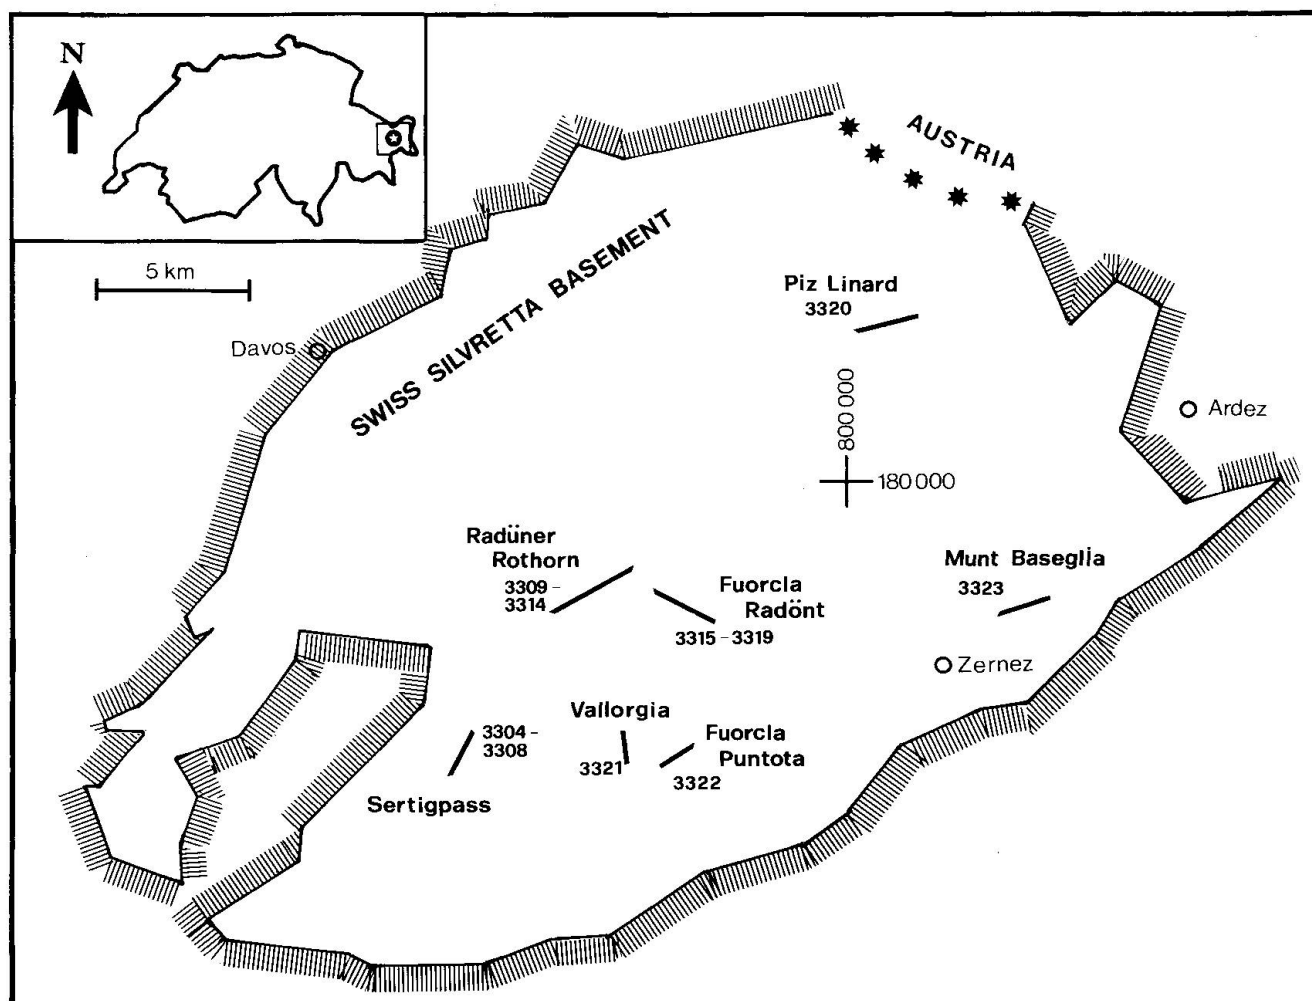 N
AUSTRIA
5 km
SWISS SILVRETTA BASEMENT
Piz Linard
3320
Davos
800 000
Ardez
180 000
Radüner
Rothorn
3309 –
3314
Fuorcla
Radönt
3315 – 3319
Munt Baseglia
3323
Zernez
Vallorgia
3321
3304 –
3308
Fuorcla
Puntota
3322
Sertigpass